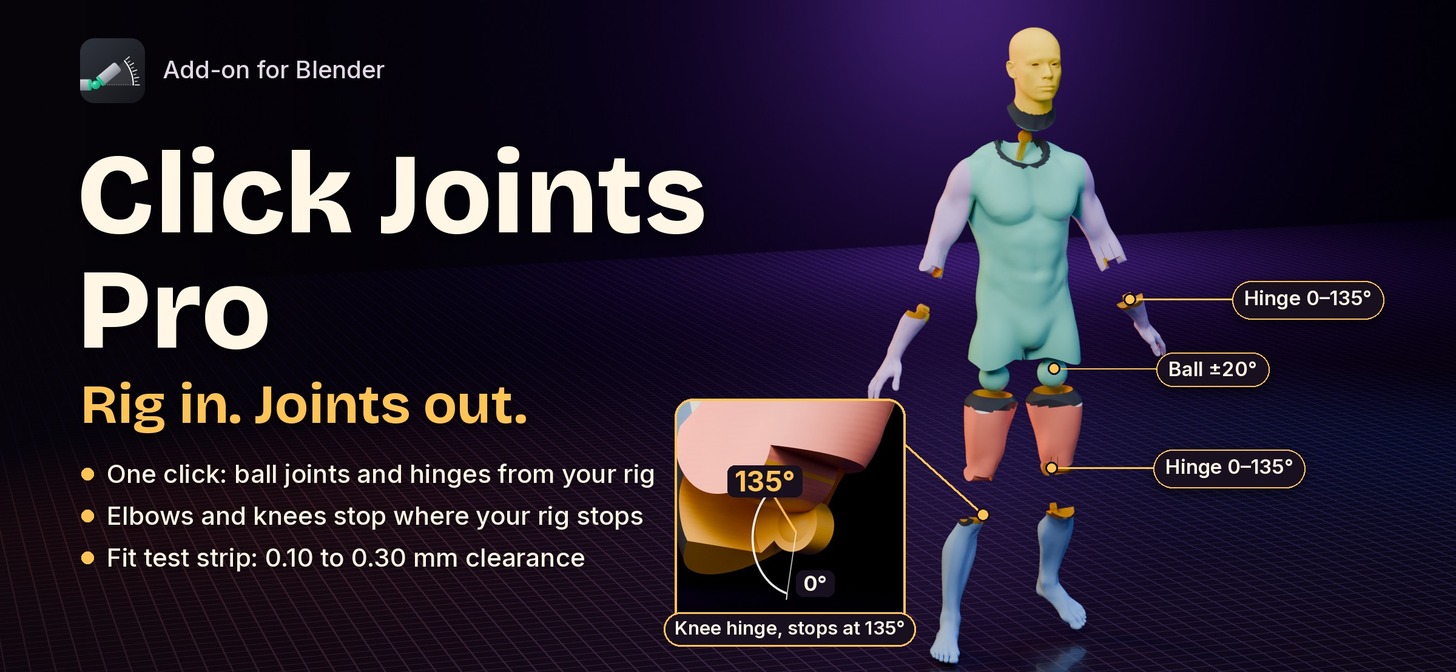 Add-on for Blender
Click Joints
Pro
Rig in. Joints out.
One click: ball joints and hinges from your rig
Elbows and knees stop where your rig stops
Fit test strip: 0.10 to 0.30 mm clearance
Hinge 0–135°
Ball ±20°
Hinge 0–135°
135°
0°
Knee hinge, stops at 135°